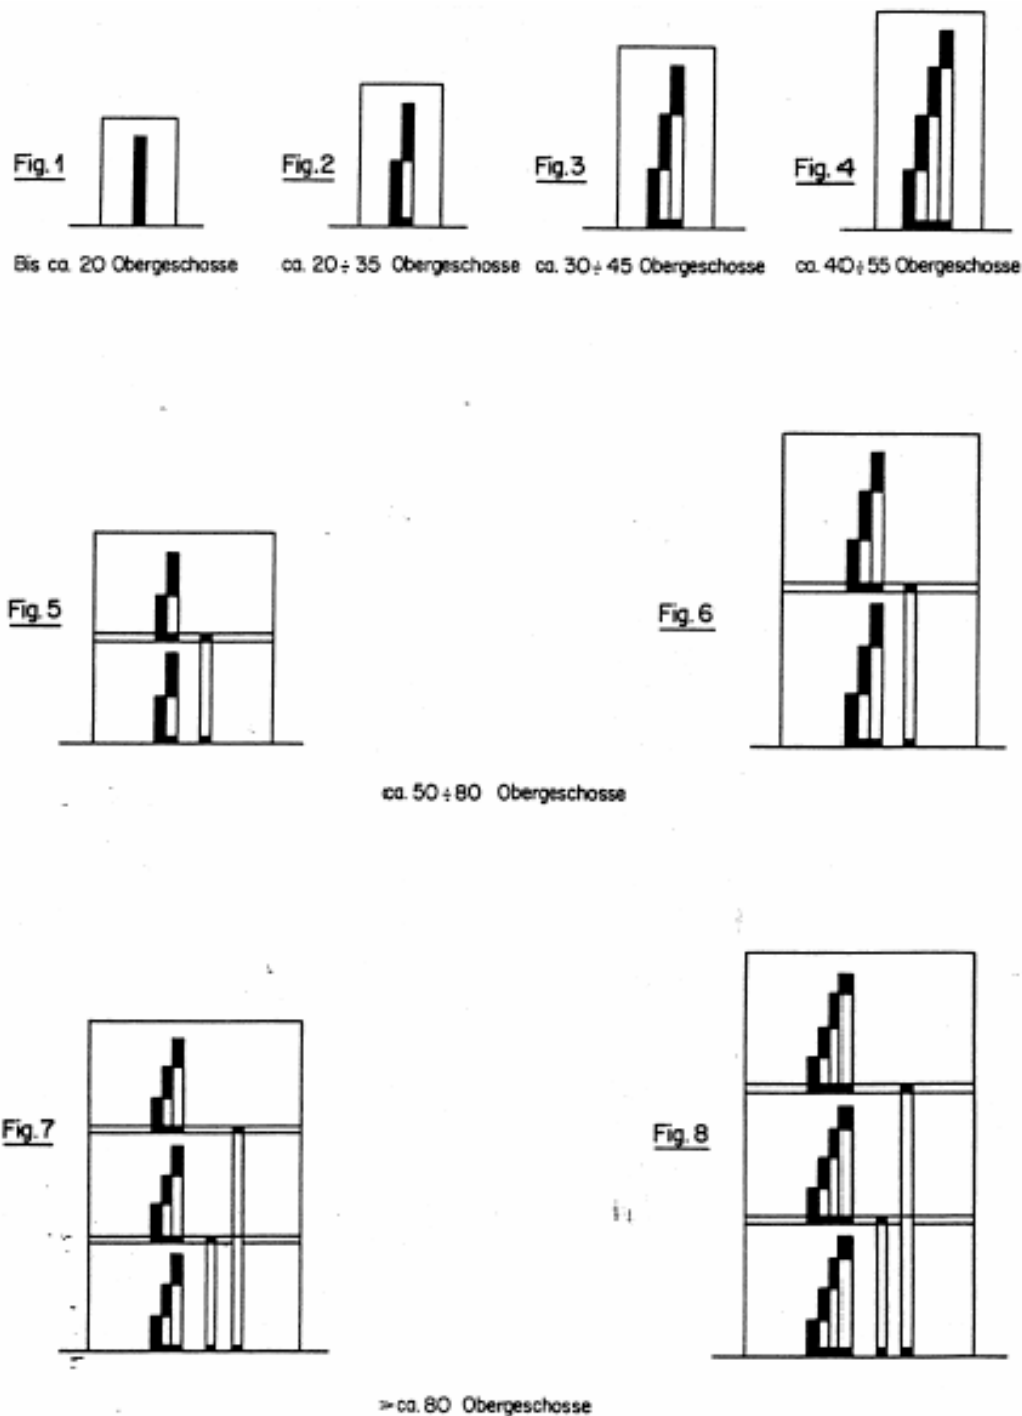 Fig.1
Fig.2
Fig.3
Fig. 4
Bis ca. 20 Obergeschosse
ca. 20÷35 Obergeschosse
ca. 30÷45 Obergeschosse
ca. 40÷55 Obergeschosse
Fig. 5
Fig. 6
ca. 50÷80 Obergeschosse
Fig.7
Fig. 8
> ca. 80 Obergeschosse